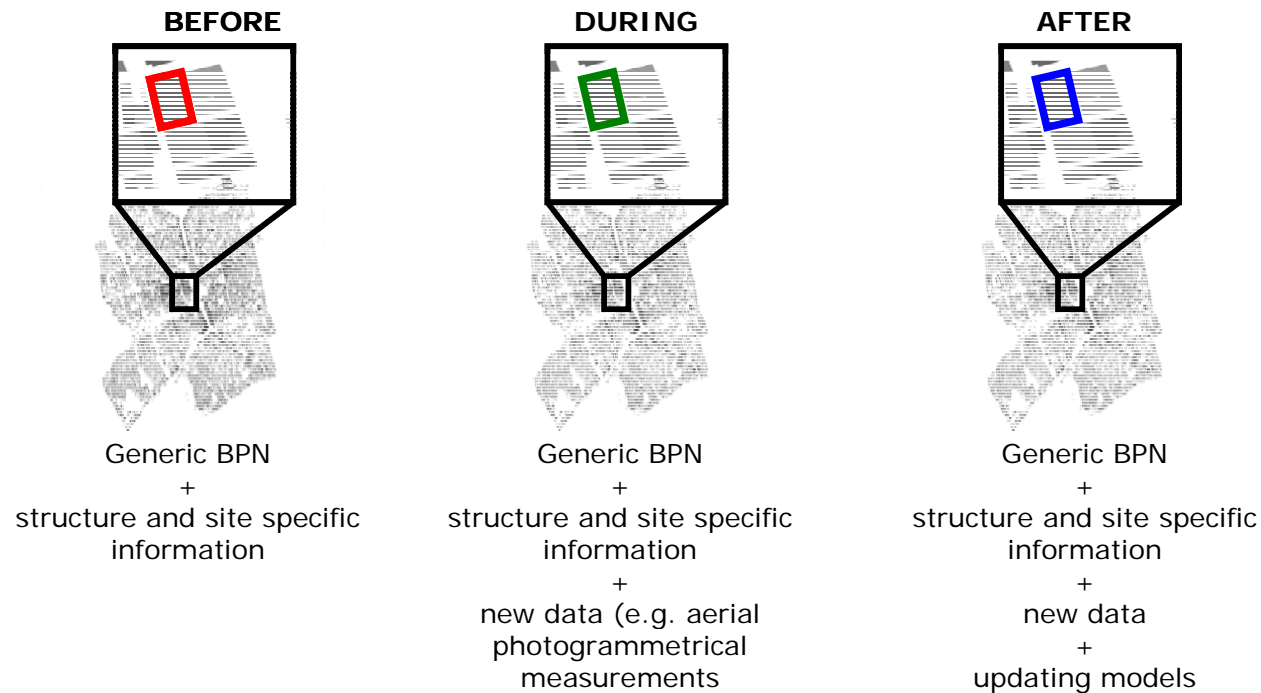 BEFORE
Generic BPN
+
structure and site specific
information
DURING
Generic BPN
+
structure and site specific
information
+
new data (e.g. aerial
photogrammetrical
measurements
AFTER
Generic BPN
+
structure and site specific
information
+
new data
+
updating models